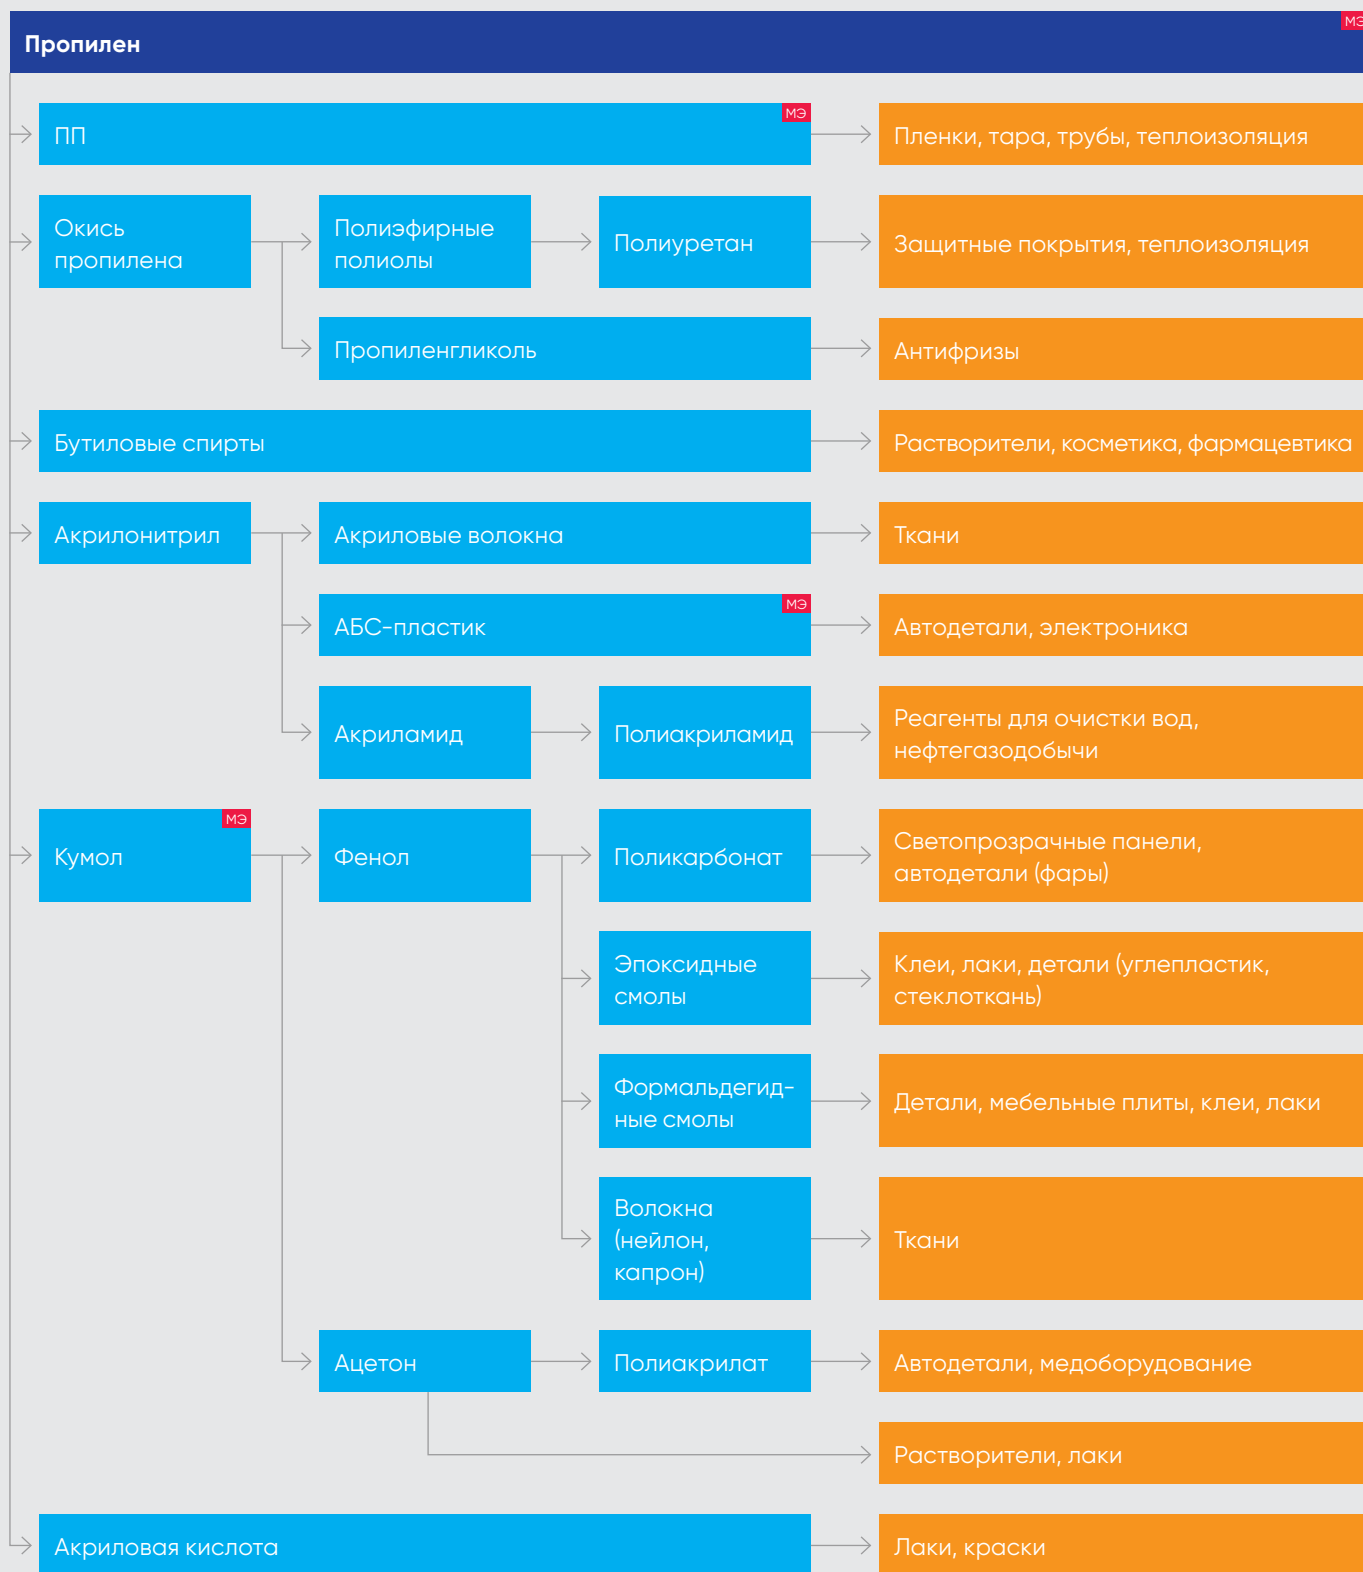 МЭ
Пропилен
МЭ
ПП
Пленки, тара, трубы, теплоизоляция
Окись
пропилена
Полиэфирные
полиолы
Полиуретан
Защитные покрытия, теплоизоляция
Пропиленгликоль
Антифризы
Бутиловые спирты
Растворители, косметика, фармацевтика
Акрилонитрил
Акриловые волокна
Ткани
МЭ
АБС-пластик
Автодетали, электроника
Акриламид
Полиакриламид
Реагенты для очистки вод,
нефтегазодобычи
МЭ
Кумол
Фенол
Поликарбонат
Светопрозрачные панели,
автодетали (фары)
Эпоксидные
смолы
Клеи, лаки, детали (углепластик,
стеклоткань)
Формальдегид-
ные смолы
Детали, мебельные плиты, клеи, лаки
Волокна
(нейлон,
капрон)
Ткани
Ацетон
Полиакрилат
Автодетали, медоборудование
Растворители, лаки
Акриловая кислота
Лаки, краски